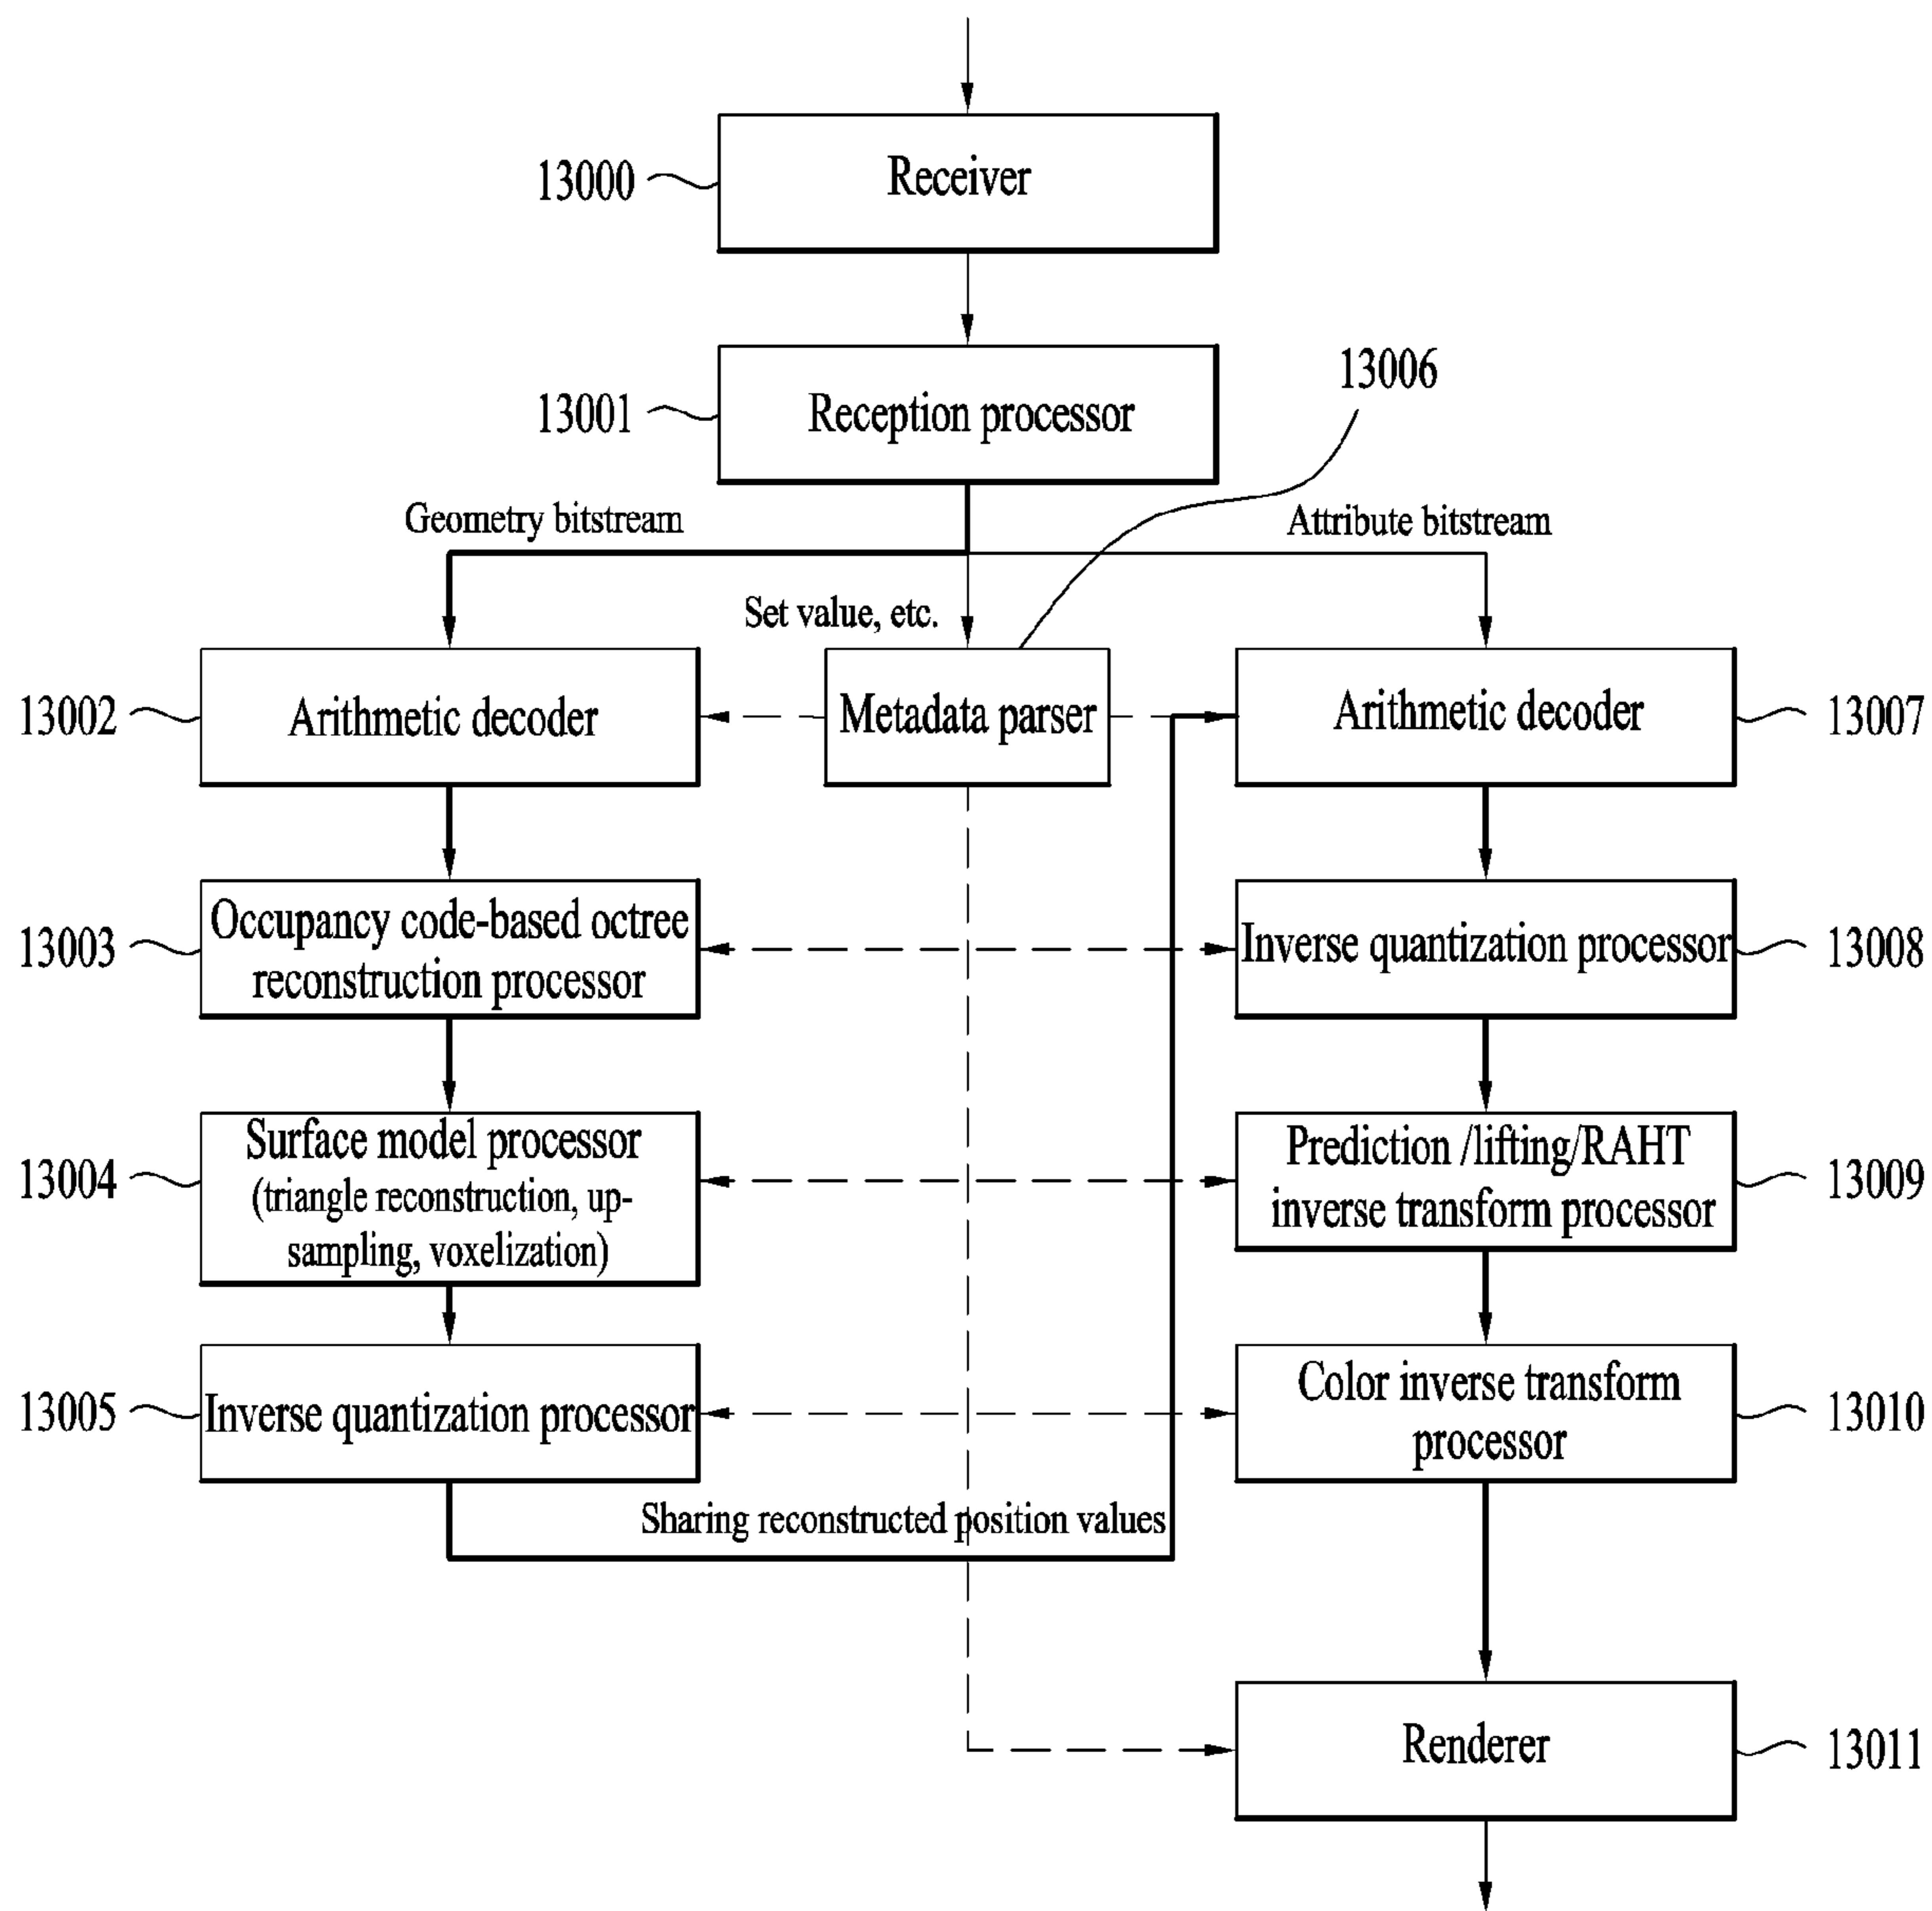 Receiver
13000
Reception processor
13001
13006
Geometry bitstream
Attribute bitstream
Set value, etc.
13002
Arithmetic decoder
Metadata parser
Arithmetic decoder
13007
13003
Occupancy code-based octree
reconstruction processor
Inverse quantization processor
13008
13004
Surface model processor
(triangle reconstruction, up-
sampling, voxelization)
Prediction /lifting/RAHT
inverse transform processor
13009
13005
Inverse quantization processor
Color inverse transform
processor
13010
Sharing reconstructed position values
Renderer
13011